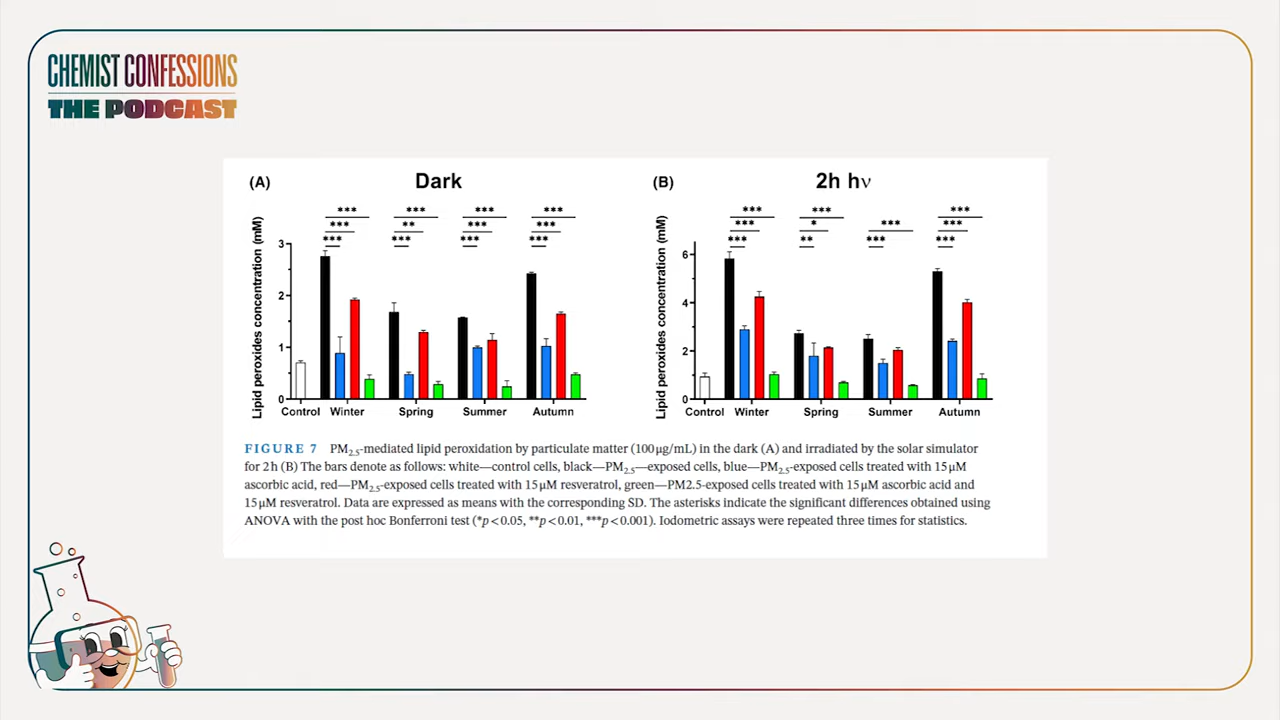 CHEMIST CONFESSIONS
THE PODCAST
(A) Dark
*** *** *** ***
*** ** *** ***
*** *** *** ***
Lipid peroxides concentration (mM)
3
2
1
0
Control Winter Spring Summer Autumn
(B) 2h hν
*** *** ***
*** * *** ***
*** ** *** ***
Lipid peroxides concentration (mM)
6
4
2
0
Control Winter Spring Summer Autumn
FIGURE 7 PM2.5-mediated lipid peroxidation by particulate matter (100 µg/mL) in the dark (A) and irradiated by the solar simulator
for 2 h (B) The bars denote as follows: white—control cells, black—PM2.5—exposed cells, blue—PM2.5-exposed cells treated with 15 µM
ascorbic acid, red—PM2.5-exposed cells treated with 15 µM resveratrol, green—PM2.5-exposed cells treated with 15 µM ascorbic acid and
15 µM resveratrol. Data are expressed as means with the corresponding SD. The asterisks indicate the significant differences obtained using
ANOVA with the post hoc Bonferroni test (*p < 0.05, **p < 0.01, ***p < 0.001). Iodometric assays were repeated three times for statistics.